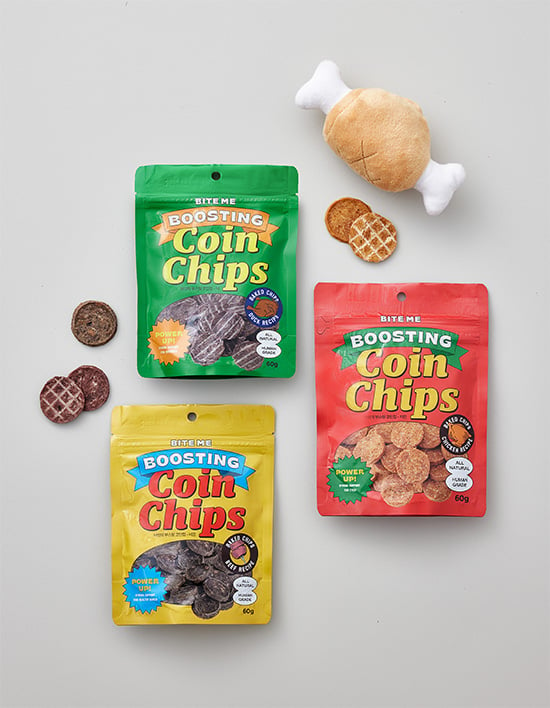 BITE ME
BOOSTING
Coin
Chips
POWER
UP!
BAKED CHIPS
DUCK RECIPE
ALL
NATURAL
HUMAN
GRADE
60g
BITE ME
BOOSTING
Coin
Chips
POWER
UP!
BAKED CHIPS
CHICKEN RECIPE
ALL
NATURAL
HUMAN
GRADE
60g
BITE ME
BOOSTING
Coin
Chips
POWER
UP!
BAKED CHIPS
BEEF RECIPE
ALL
NATURAL
HUMAN
GRADE
60g